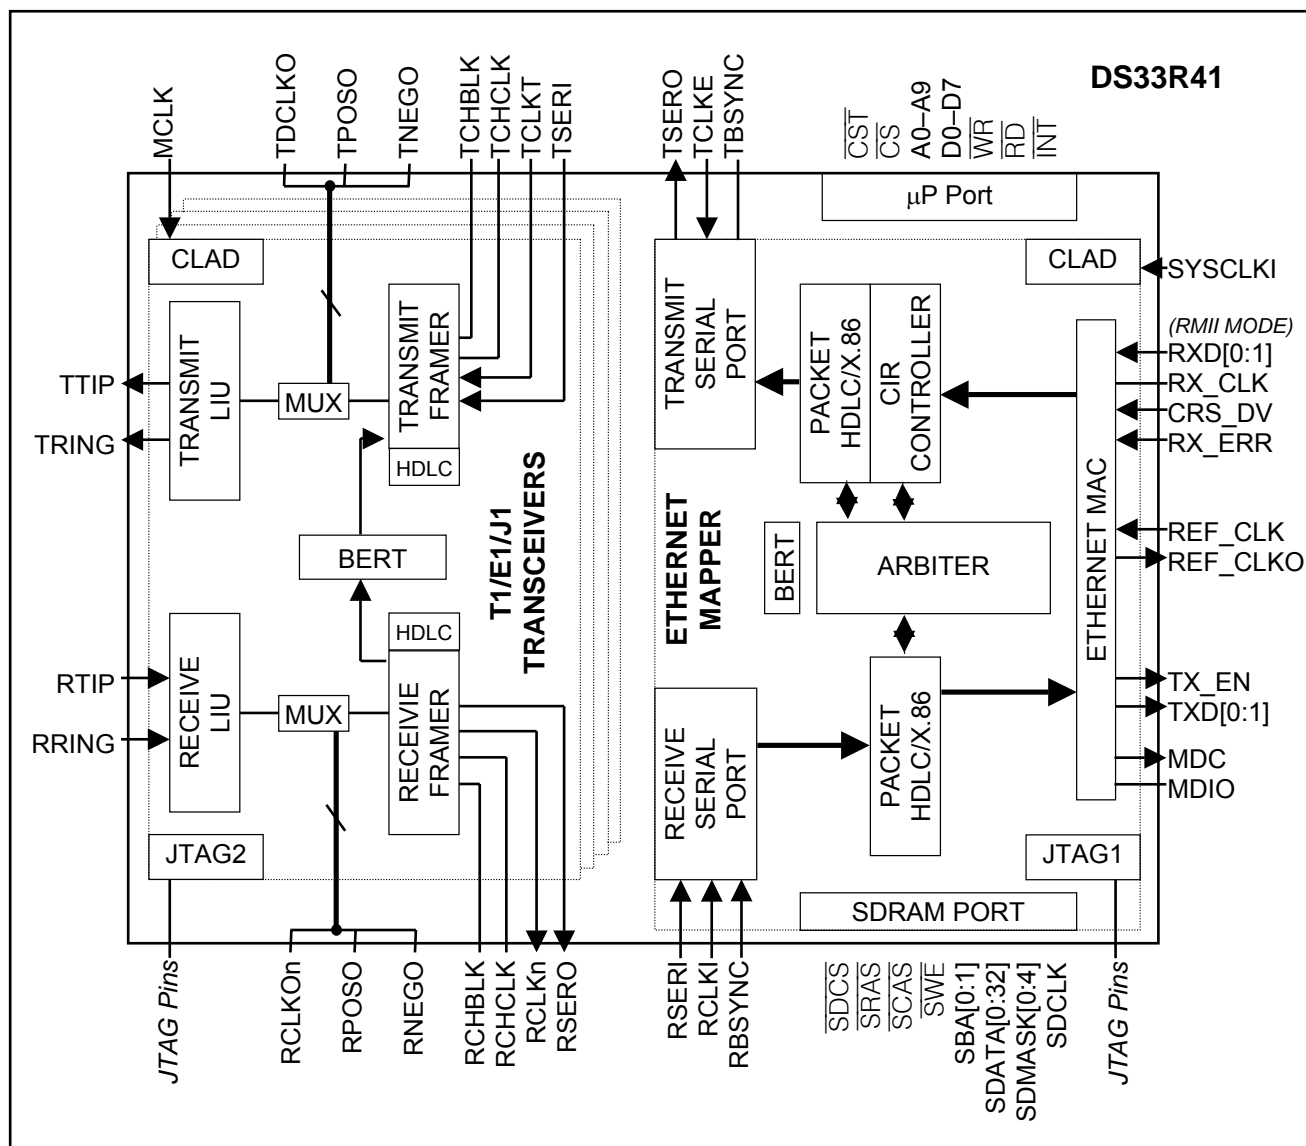 DS33R41
MCLK
TDCLKO
TPOSO
TNEGO
TCHBLK
TCHCLK
TCLKT
TSERI
TSERO
TCLKE
TBSYNC
CST
CS
A0–A9
D0–D7
WR
RD
INT
µP Port
CLAD
CLAD
SYSCLKI
TRANSMIT
LIU
MUX
TRANSMIT
FRAMER
HDLC
TTIP
TRING
BERT
T1/E1/J1
TRANSCEIVERS
HDLC
RECEIVIE
FRAMER
RECEIVE
LIU
MUX
RTIP
RRING
JTAG2
TRANSMIT
SERIAL
PORT
PACKET
HDLC/X.86
CIR
CONTROLLER
ETHERNET
MAPPER
BERT
ARBITER
ETHERNET MAC
(RMII MODE)
RXD[0:1]
RX_CLK
CRS_DV
RX_ERR
REF_CLK
REF_CLKO
TX_EN
TXD[0:1]
MDC
MDIO
RECEIVE
SERIAL
PORT
PACKET
HDLC/X.86
JTAG1
SDRAM PORT
JTAG Pins
RCLKOn
RPOSO
RNEGO
RCHBLK
RCHCLK
RCLKn
RSERO
RSERI
RCLKI
RBSYNC
SDCS
SRAS
SCAS
SWE
SBA[0:1]
SDATA[0:32]
SDMASK[0:4]
SDCLK
JTAG Pins